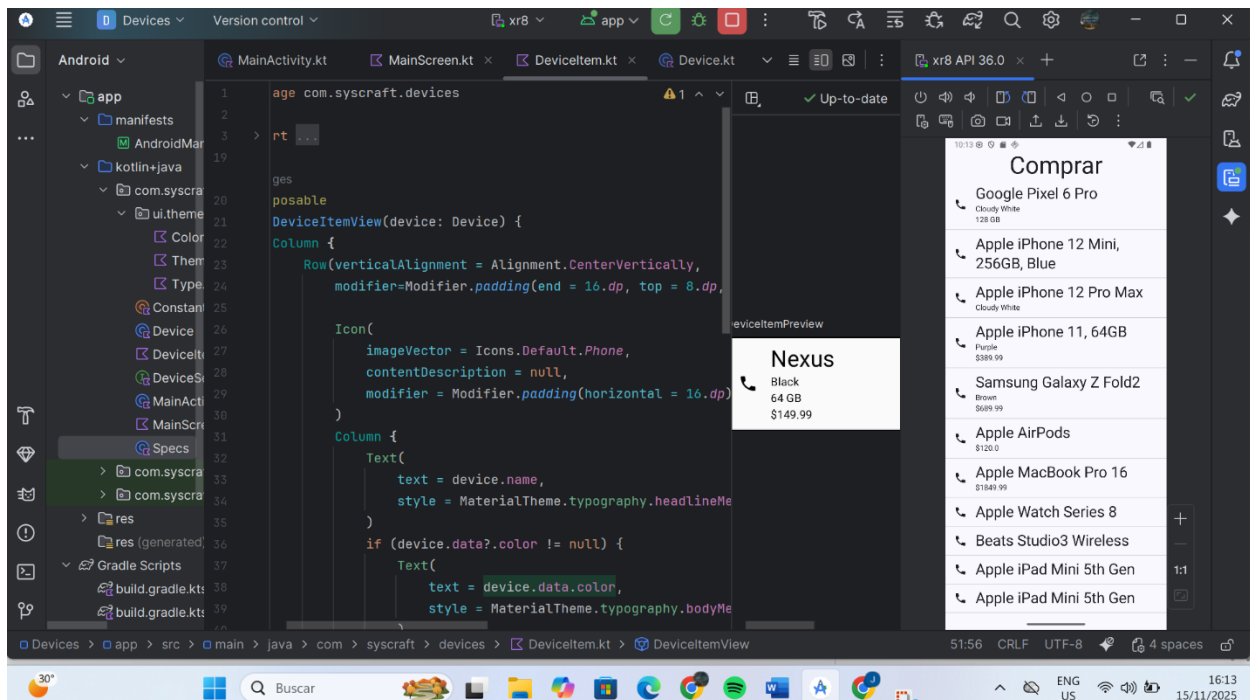 D Devices Version control xr8 app
Android
MainActivity.kt MainScreen.kt DeviceItem.kt Device.kt
xr8 API 36.0
app
manifests
AndroidMar
kotlin+java
com.syscra
ui.theme
Color
Them
Type
Constan
Device
DeviceIte
DeviceSe
MainActi
MainScre
Specs
com.syscra
com.syscra
res
res (generated)
Gradle Scripts
build.gradle.kts
build.gradle.kts
1 age com.syscraft.devices
1
2
3 rt ...
19
ges
20 posable
21 DeviceItemView(device: Device) {
22 Column {
23 Row(verticalAlignment = Alignment.CenterVertically,
24 modifier=Modifier.padding(end = 16.dp, top = 8.dp,
25
26 Icon(
27 imageVector = Icons.Default.Phone,
28 contentDescription = null,
29 modifier = Modifier.padding(horizontal = 16.dp)
30 )
31 Column {
32 Text(
33 text = device.name,
34 style = MaterialTheme.typography.headlineMe
35 )
36 if (device.data?.color != null) {
37 Text(
38 text = device.data.color,
39 style = MaterialTheme.typography.bodyMe
Up-to-date
eviceItemPreview
Nexus
Black
64 GB
$149.99
10:13
Comprar
Google Pixel 6 Pro
Cloudy White
128 GB
Apple iPhone 12 Mini,
256GB, Blue
Apple iPhone 12 Pro Max
Cloudy White
Apple iPhone 11, 64GB
Purple
$389.99
Samsung Galaxy Z Fold2
Brown
$689.99
Apple AirPods
$120.0
Apple MacBook Pro 16
$1849.99
Apple Watch Series 8
Beats Studio3 Wireless
Apple iPad Mini 5th Gen
Apple iPad Mini 5th Gen
1:1
Devices > app > src > main > java > com > syscraft > devices > DeviceItem.kt > DeviceItemView
51:56 CRLF UTF-8 4 spaces
30°
Buscar
ENG
US
16:13
15/11/2025